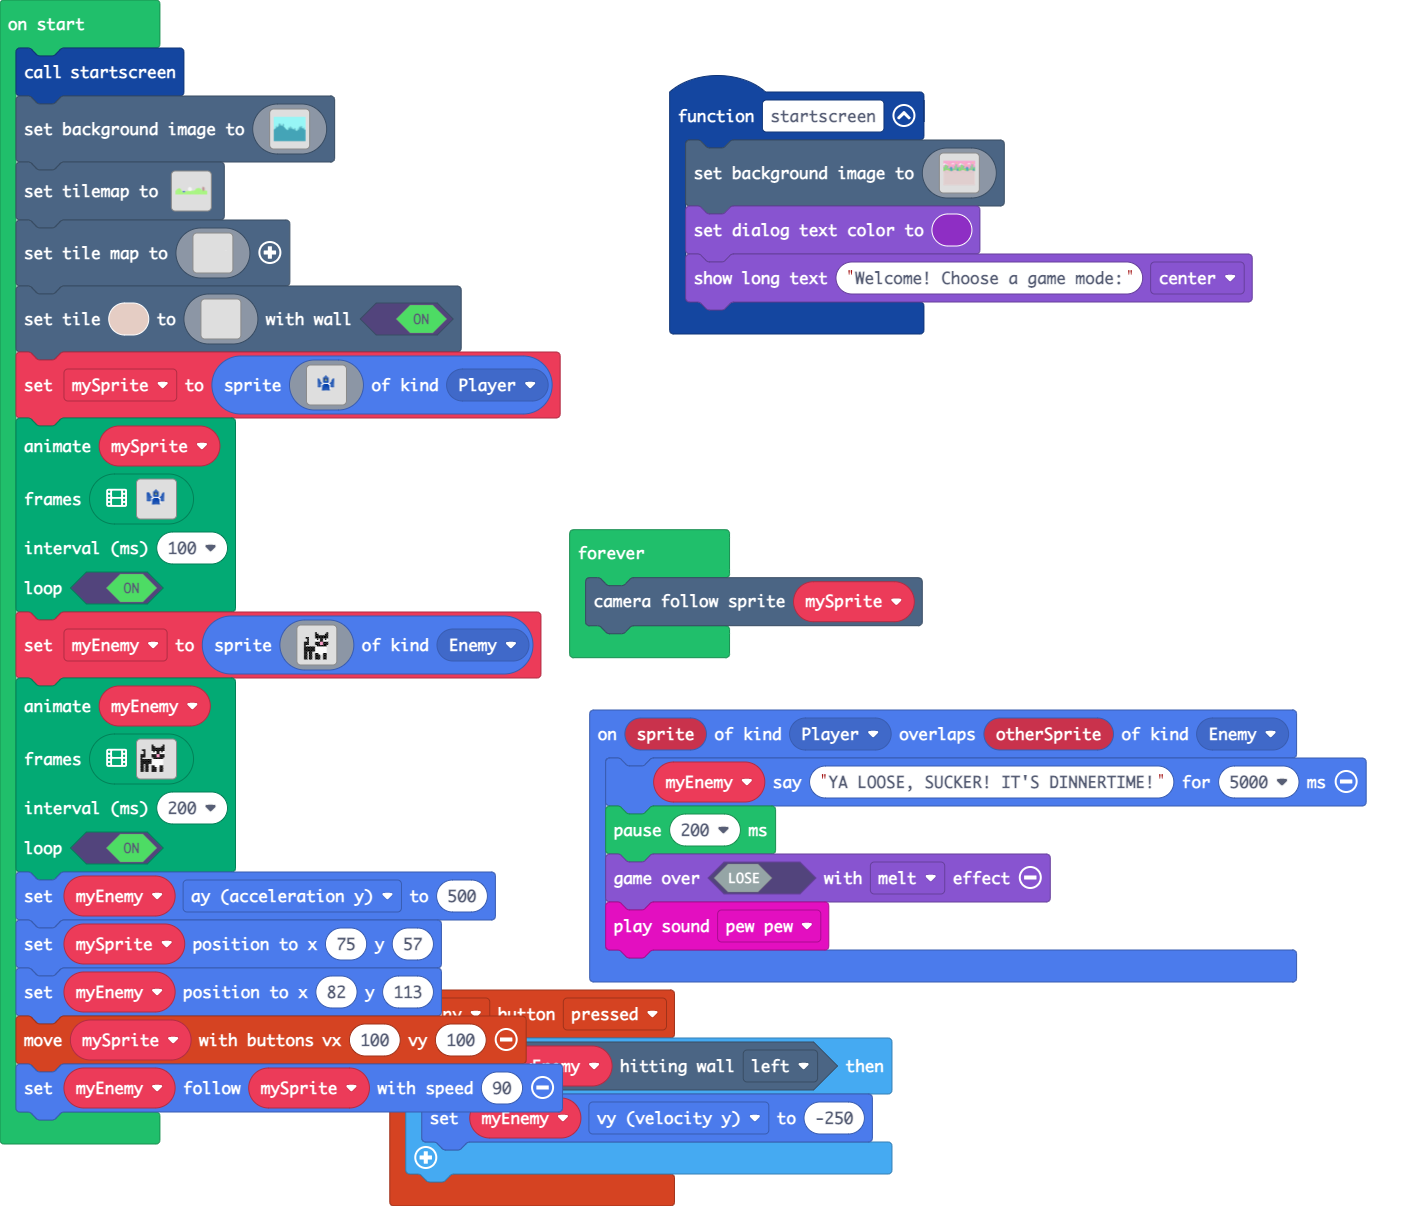 on start
call startscreen
set background image to
set tilemap to
set tile map to
set tile to with wall ON
set mySprite to sprite of kind Player
animate mySprite
frames
interval (ms) 100
loop ON
set myEnemy to sprite of kind Enemy
animate myEnemy
frames
interval (ms) 200
loop ON
set myEnemy ay (acceleration y) to 500
set mySprite position to x 75 y 57
set myEnemy position to x 82 y 113
move mySprite with buttons vx 100 vy 100
set myEnemy follow mySprite with speed 90
function startscreen
set background image to
set dialog text color to
show long text "Welcome! Choose a game mode:" center
forever
camera follow sprite mySprite
on sprite of kind Player overlaps otherSprite of kind Enemy
myEnemy say "YA LOOSE, SUCKER! IT'S DINNERTIME!" for 5000 ms
pause 200 ms
game over LOSE with melt effect
play sound pew pew
button pressed
hitting wall left then
set myEnemy vy (velocity y) to -250